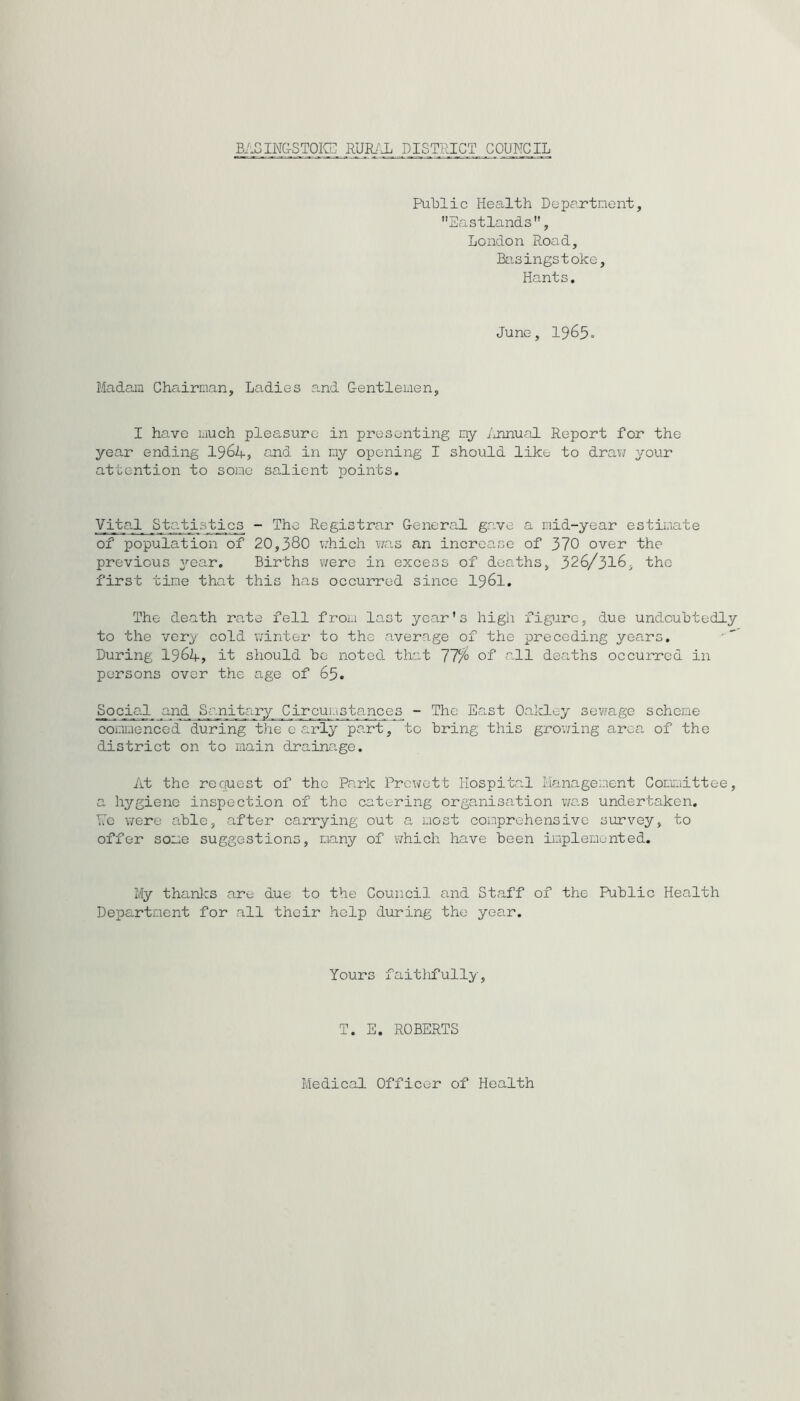 BASINGSTOKE RURAL DISTRICT COUNCIL
Public Health Department,
"Eastlands",
London Road,
Basingstoke,
Hants.
June, 1965.
Madam Chairman, Ladies and Gentlemen,
I have much pleasure in presenting my Annual Report for the
year ending 1964, and in my opening I should like to draw your
attention to some salient points.
Vital Statistics - The Registrar General gave a mid-year estimate
of population of 20,380 which was an increase of 370 over the
previous year. Births were in excess of deaths, 326/316, the
first time that this has occurred since 1961.
The death rate fell from last year's high figure, due undoubtedly
to the very cold winter to the average of the preceding years.
During 1964, it should be noted that 77% of all deaths occurred in
persons over the age of 65.
Social and Sanitary Circumstances - The East Oakley sewage scheme
commenced during the e arly part, to bring this growing area of the
district on to main drainage.
At the request of the Park Prewett Hospital Management Committee,
a hygiene inspection of the catering organisation was undertaken.
We were able, after carrying out a most comprehensive survey, to
offer some suggestions, many of which have been implemented.
My thanks are due to the Council and Staff of the Public Health
Department for all their help during the year.
Yours faithfully,
T. E. ROBERTS
Medical Officer of Health